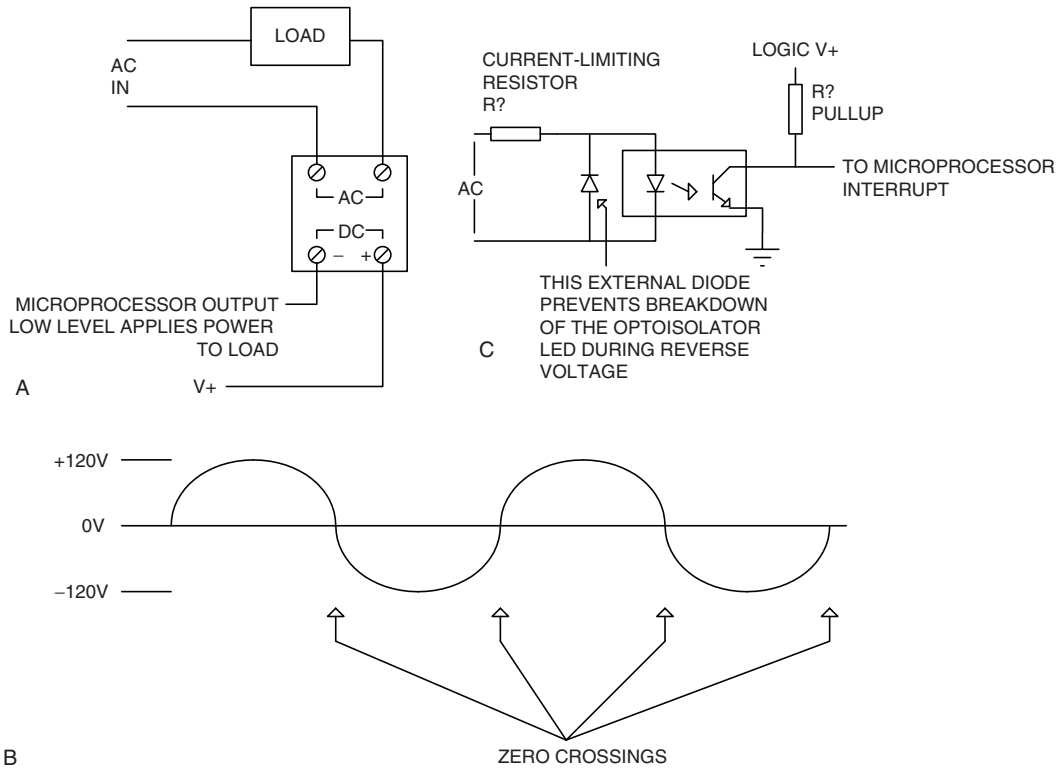 LOAD
AC
IN
AC
DC
− +
MICROPROCESSOR OUTPUT
LOW LEVEL APPLIES POWER
TO LOAD
V+
A
CURRENT-LIMITING
RESISTOR
R?
LOGIC V+
R?
PULLUP
AC
TO MICROPROCESSOR
INTERRUPT
THIS EXTERNAL DIODE
PREVENTS BREAKDOWN
OF THE OPTOISOLATOR
LED DURING REVERSE
VOLTAGE
C
+120V
0V
−120V
ZERO CROSSINGS
B